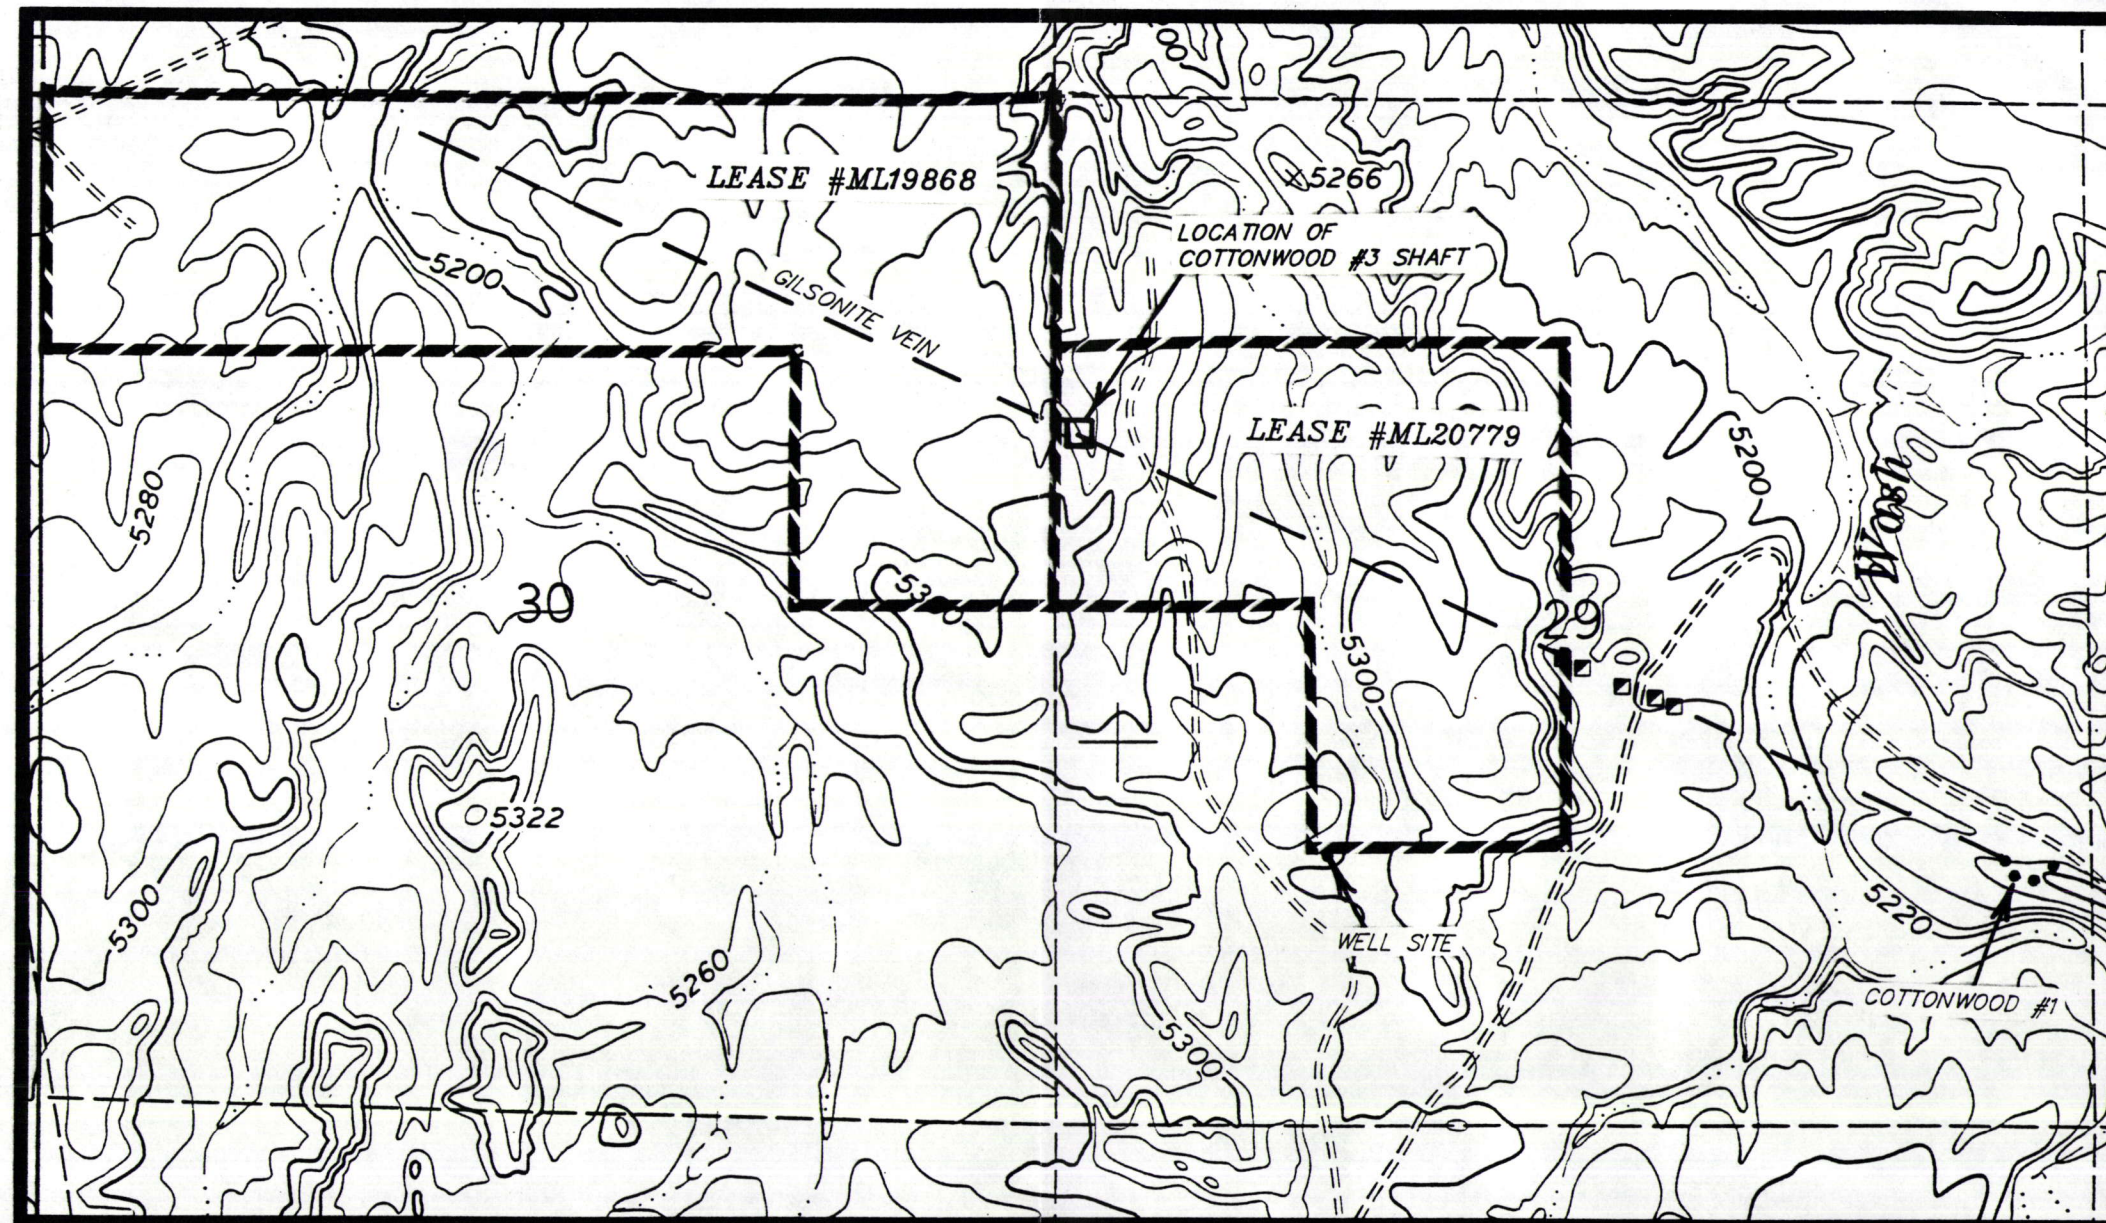 00
LEASE #ML19868
5266
LOCATION OF
COTTONWOOD #3 SHAFT
5200
GILSONITE VEIN
LEASE #ML20779
5200
Wash
5280
30
29
5300
5322
5300
WELL SITE
5220
5260
COTTONWOOD #1
5300